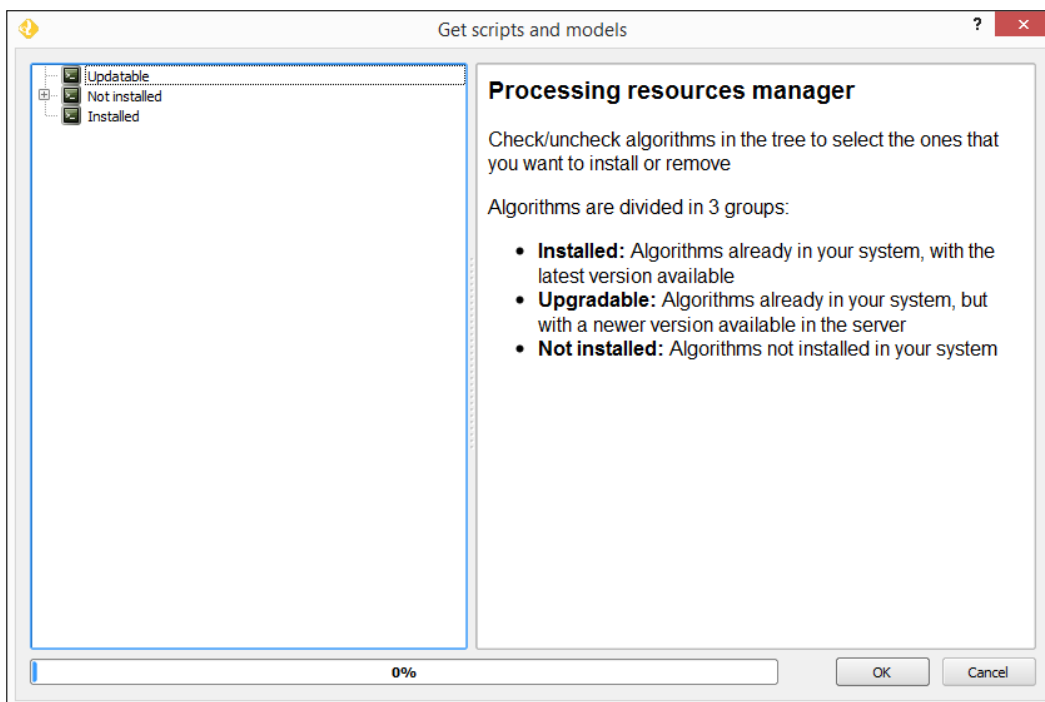 Get scripts and models
?
×
Updatable
Not installed
Installed
Processing resources manager
Check/uncheck algorithms in the tree to select the ones that
you want to install or remove
Algorithms are divided in 3 groups:
• Installed: Algorithms already in your system, with the
latest version available
• Upgradable: Algorithms already in your system, but
with a newer version available in the server
• Not installed: Algorithms not installed in your system
0%
OK
Cancel